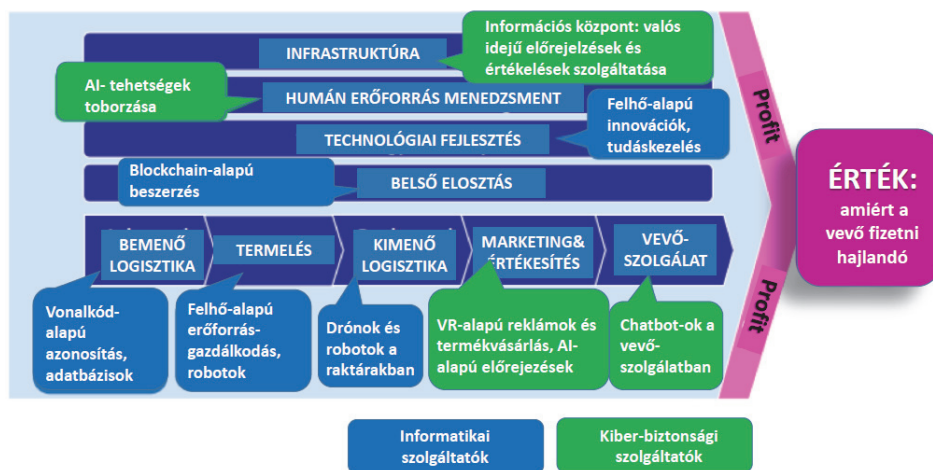 Információs központ: valós
idejű előrejelzések és
értékelések szolgáltatása
INFRASTRUKTÚRA
AI- tehetségek
toborzása
HUMÁN ERŐFORRÁS MENEDZSMENT
Felhő-alapú
innovációk,
tudáskezelés
TECHNOLÓGIAI FEJLESZTÉS
Blockchain-alapú
beszerzés
BELSŐ ELOSZTÁS
BEMENŐ
LOGISZTIKA
TERMELÉS
KIMENŐ
LOGISZTIKA
MARKETING&
ÉRTÉKESÍTÉS
VEVŐ-
SZOLGÁLAT
Vonalkód-
alapú
azonosítás,
adatbázisok
Felhő-alapú
erőforrás-
gazdálkodás,
robotok
Drónok és
robotok a
raktárakban
VR-alapú reklámok és
termékvásárlás, AI-
alapú előrejezések
Chatbot-ok a
vevő-
szolgálatban
Profit
Profit
ÉRTÉK:
amiért a
vevő fizetni
hajlandó
Informatikai
szolgáltatók
Kiber-biztonsági
szolgáltatók